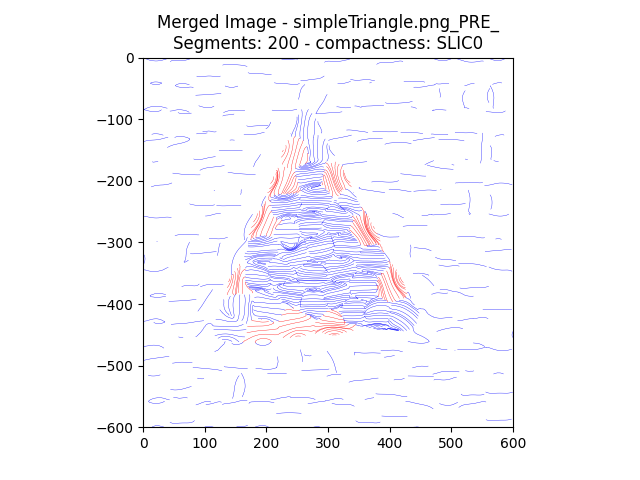 Merged Image - simpleTriangle.png_PRE_
Segments: 200 - compactness: SLIC0
0
−100
−200
−300
−400
−500
−600
0 100 200 300 400 500 600